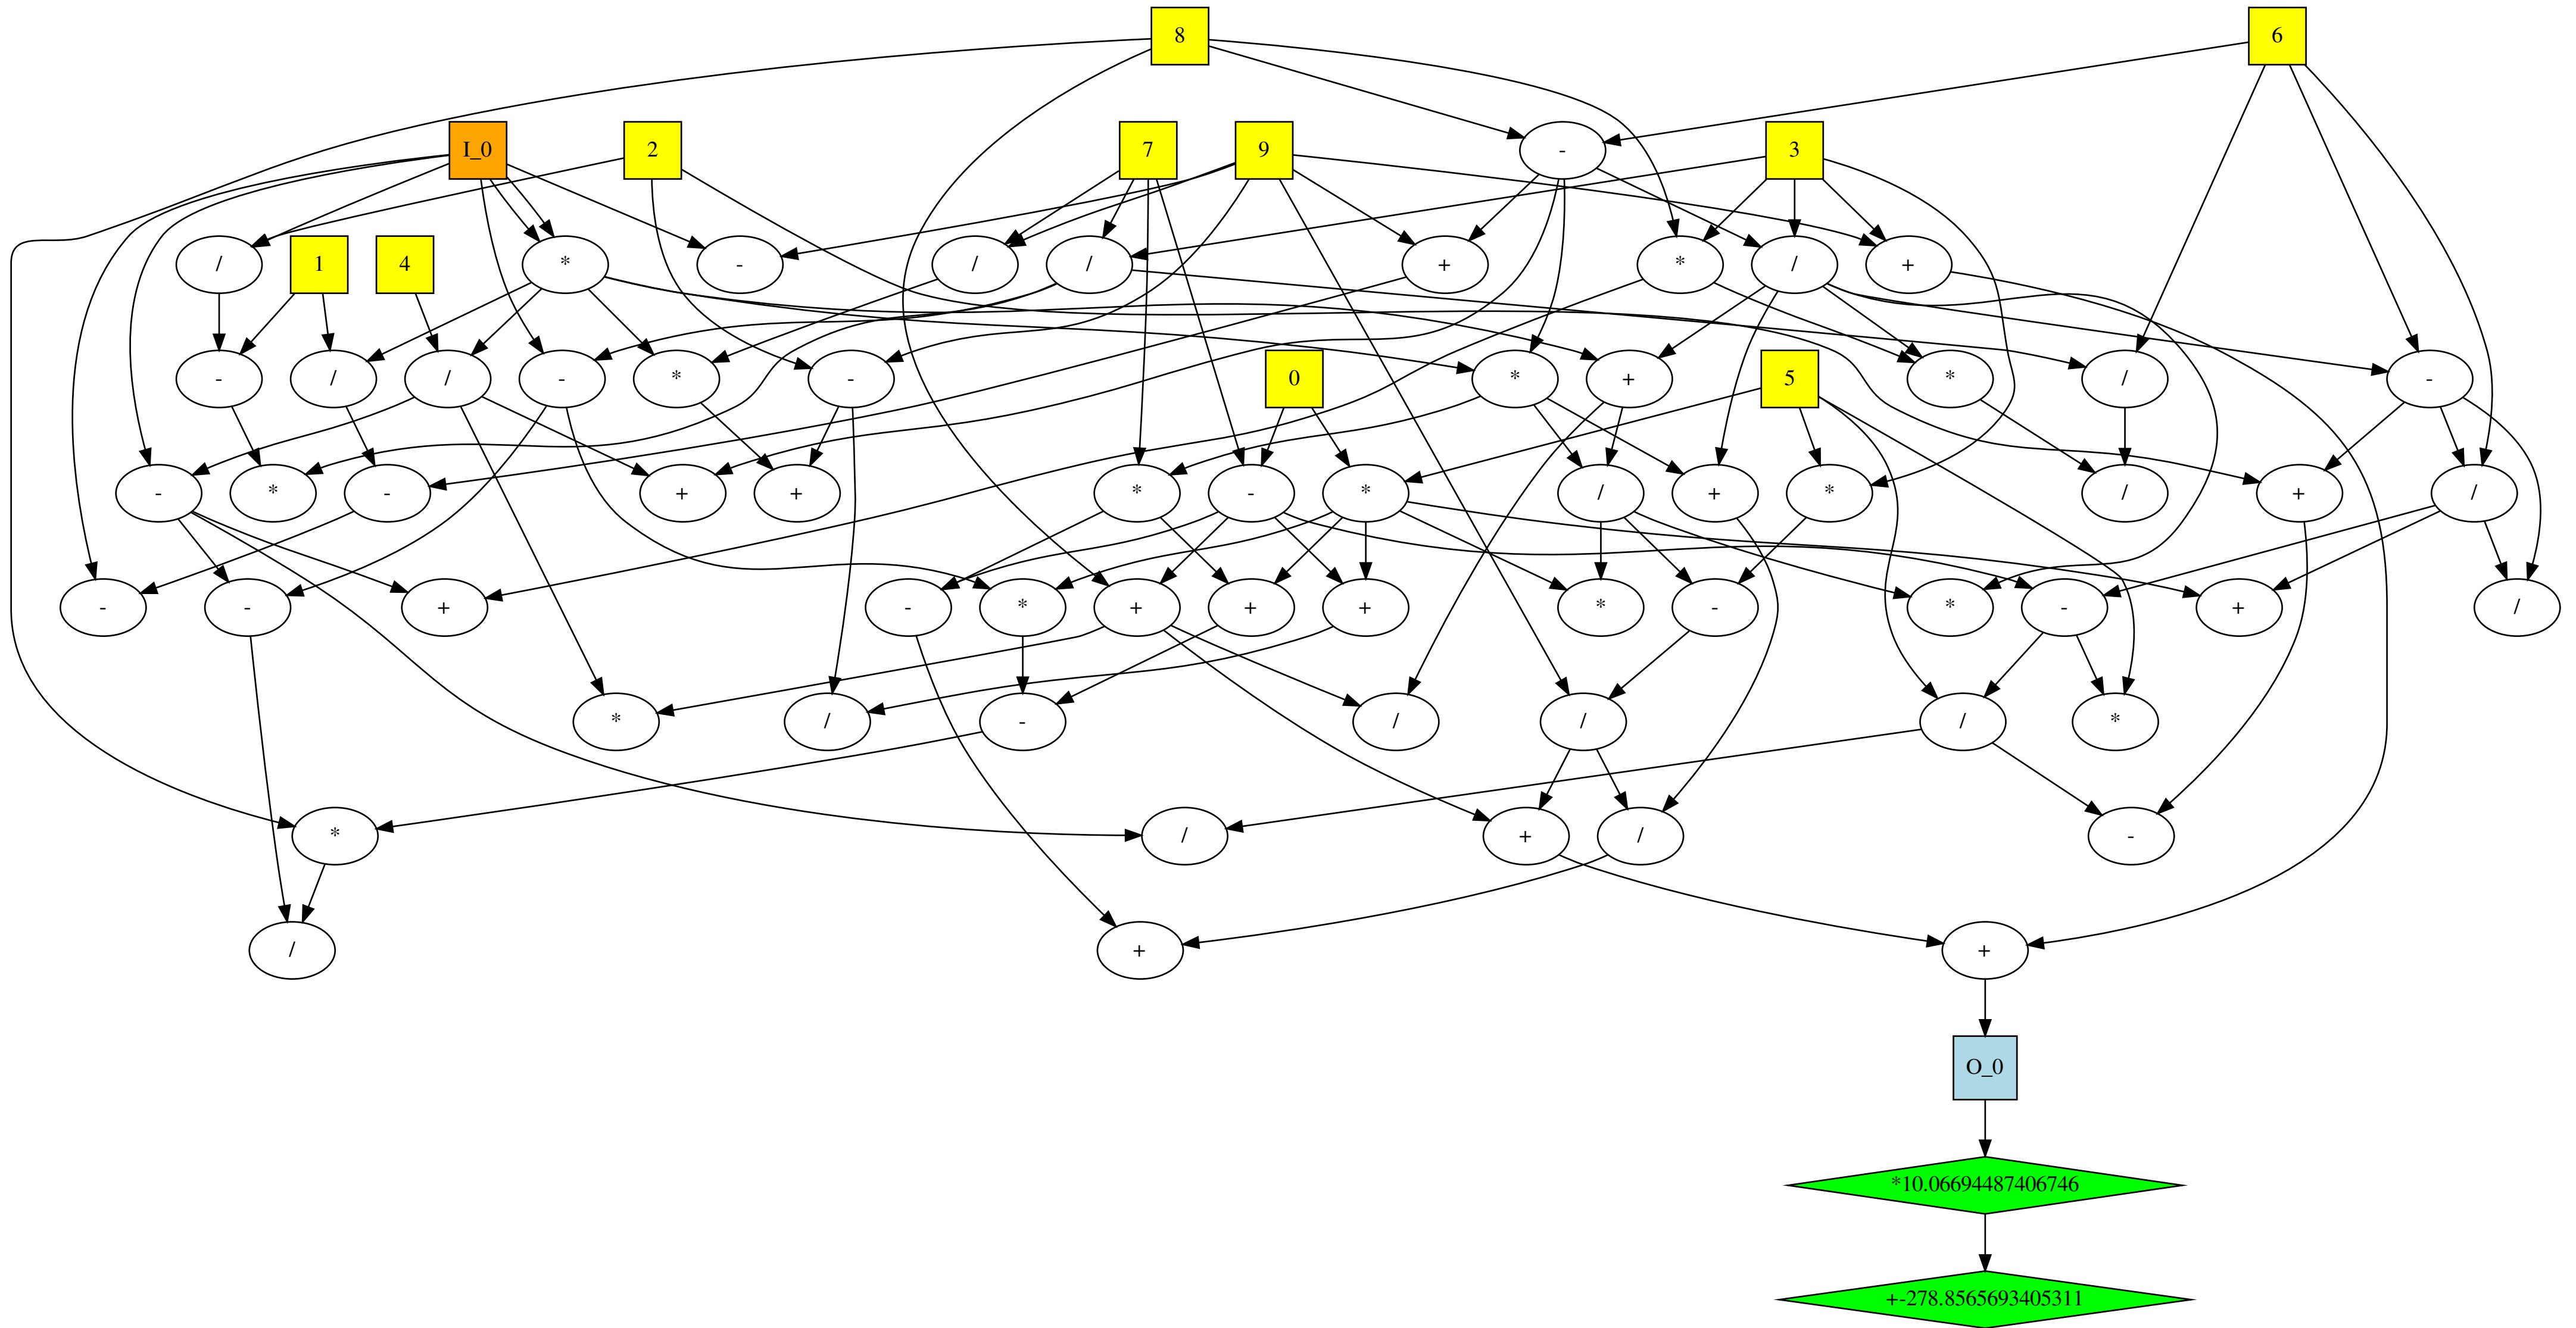 8 6
I_0 2 7 9 - 3
/ 1 4 * - / / + * / +
- / / - * - 0 * + 5 * / -
- * - + + * - * / + * / + /
- - + - * + + + * - * - + /
* / - / / / *
* / + / -
/ + +
O_0
*10.06694487406746
+-278.8565693405311